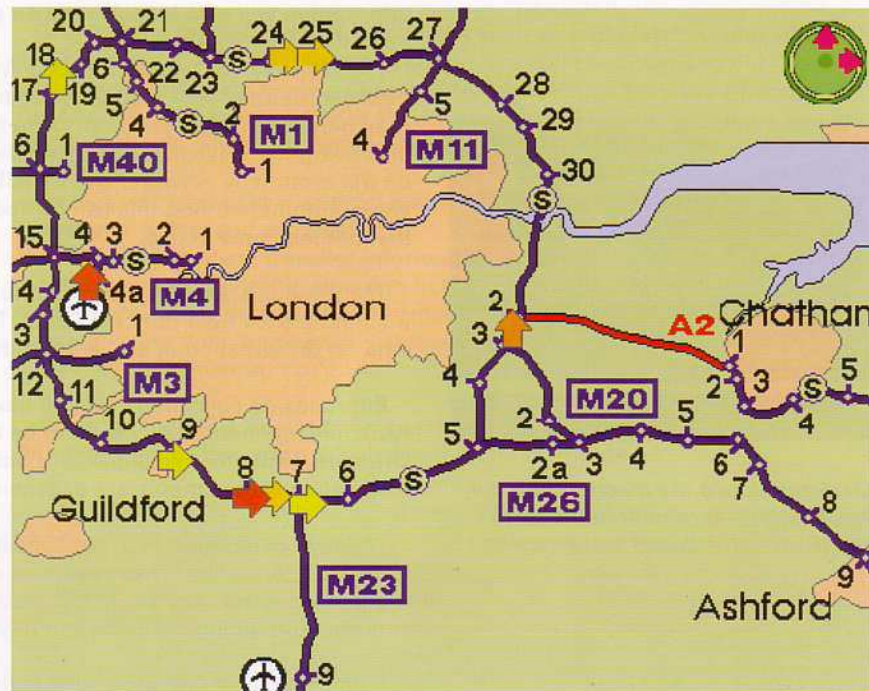 20 21 24 25 26 27
18 6 22 23 S
17 19 5 28
4 S 2 M1 5 29
6 1 M40 1 4 M11 30
S
15 4 3 S 2 1
14 4a M4 London 2 A2 Chatham
3 1 3 1
12 M3 2 5
11 4 3 S 4
10 9 2 M20
5 3 4 5 6
8 7 6 S 2a 7
Guildford M26 8
M23 9
Ashford
9